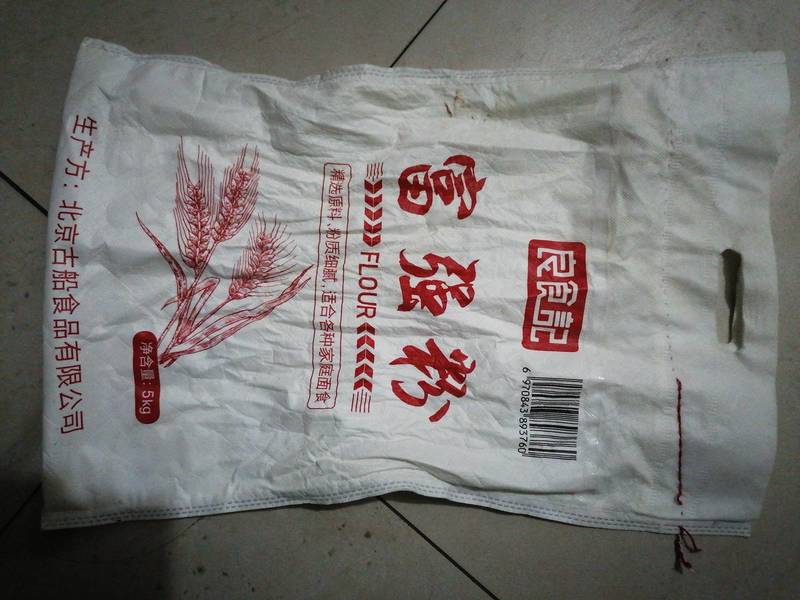 良食記
6 970843 893760
富强粉
FLOUR
精选原料，粉质细腻，适合各种家庭面食
净含量：5kg
生产方：北京古船食品有限公司